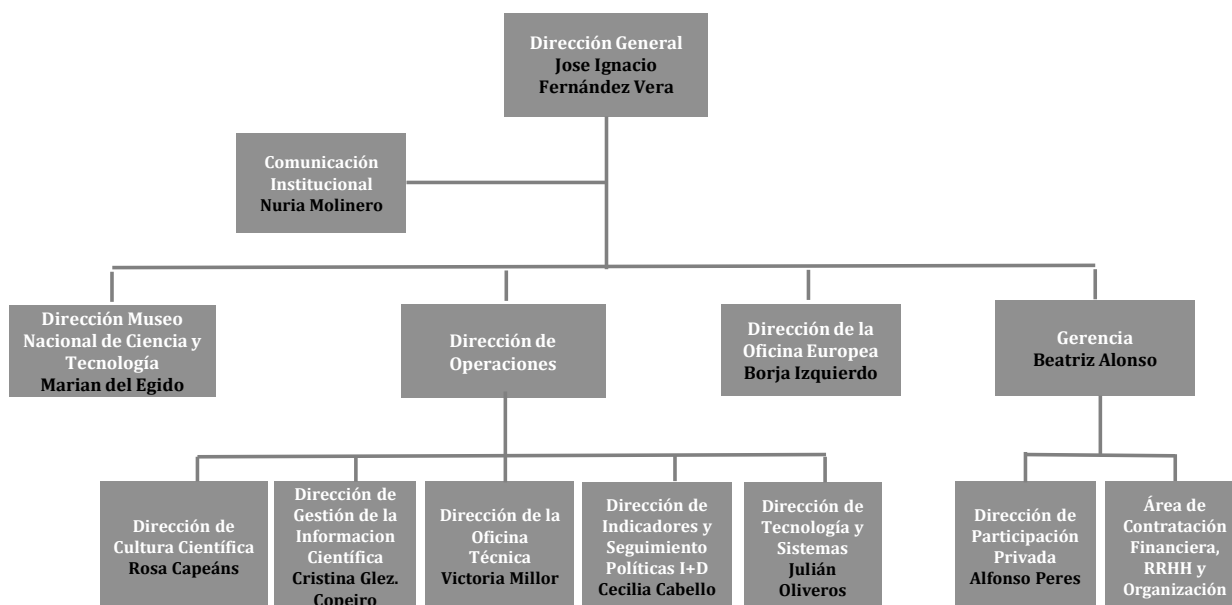 Dirección General
Jose Ignacio
Fernández Vera
Comunicación
Institucional
Nuria Molinero
Dirección Museo
Nacional de Ciencia y
Tecnología
Marian del Egido
Dirección de
Operaciones
Dirección de la
Oficina Europea
Borja Izquierdo
Gerencia
Beatriz Alonso
Dirección de
Cultura Científica
Rosa Capeáns
Dirección de
Gestión de la
Informacion
Científica
Cristina Glez.
Copeiro
Dirección de la
Oficina
Técnica
Victoria Millor
Dirección de
Indicadores y
Seguimiento
Políticas I+D
Cecilia Cabello
Dirección de
Tecnología y
Sistemas
Julián
Oliveros
Dirección de
Participación
Privada
Alfonso Peres
Área de
Contratación
Financiera,
RRHH y
Organización